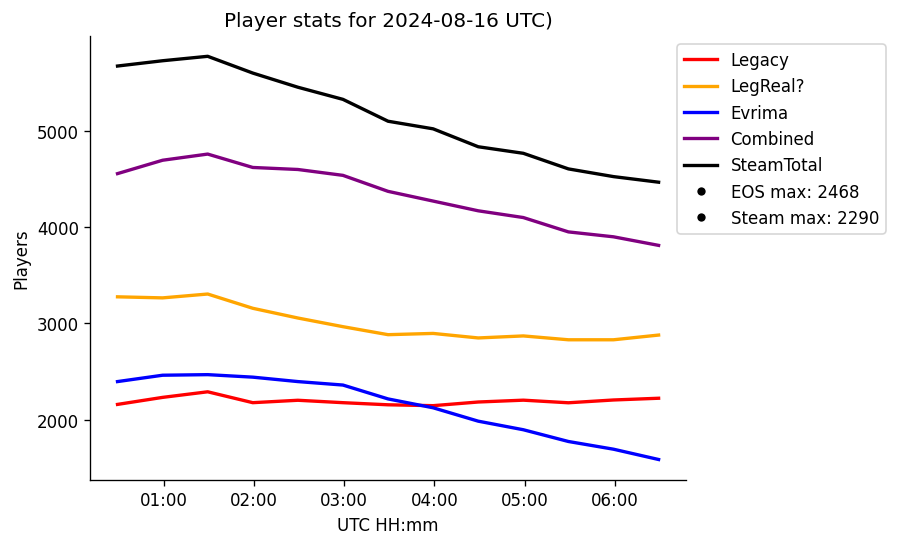 Player stats for 2024-08-16 UTC)
Legacy
LegReal?
Evrima
Combined
SteamTotal
EOS max: 2468
Steam max: 2290
Players
5000
4000
3000
2000
01:00 02:00 03:00 04:00 05:00 06:00
UTC HH:mm